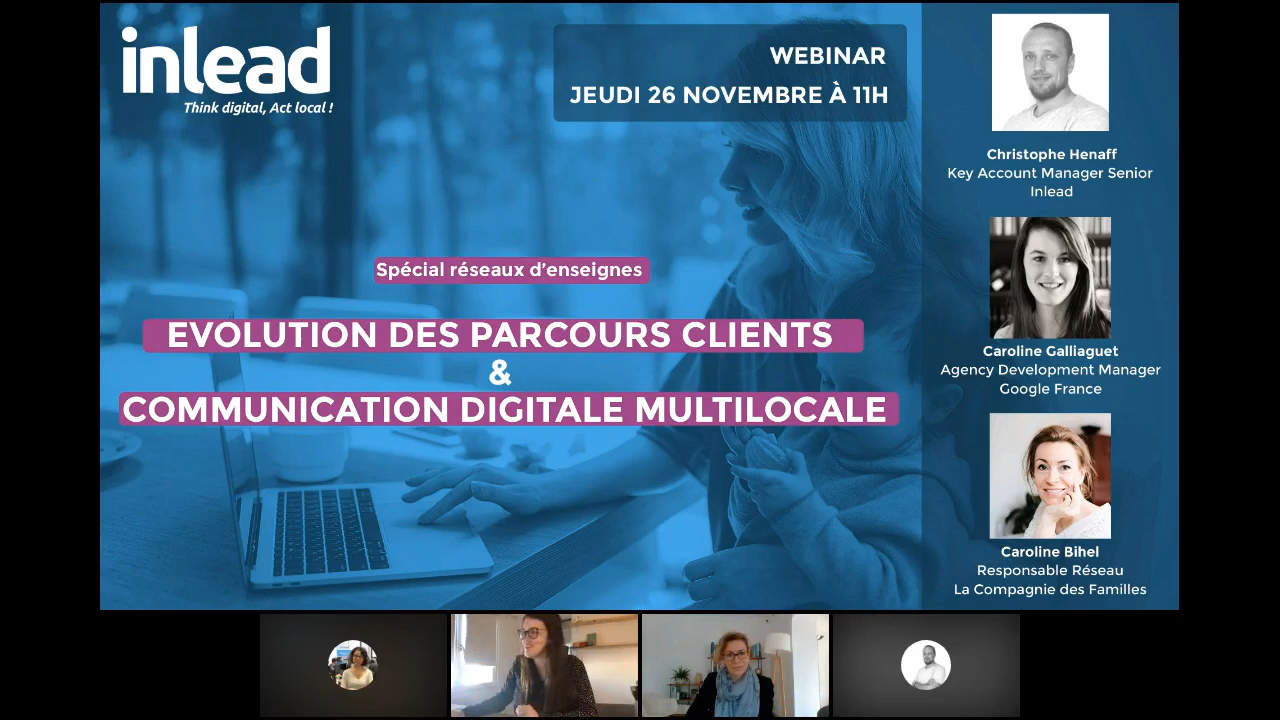 inlead
Think digital, Act local !
WEBINAR
JEUDI 26 NOVEMBRE À 11H
Spécial réseaux d'enseignes
EVOLUTION DES PARCOURS CLIENTS
&
COMMUNICATION DIGITALE MULTILOCALE
Christophe Henaff
Key Account Manager Senior
Inlead
Caroline Galliaguet
Agency Development Manager
Google France
Caroline Bihel
Responsable Réseau
La Compagnie des Familles